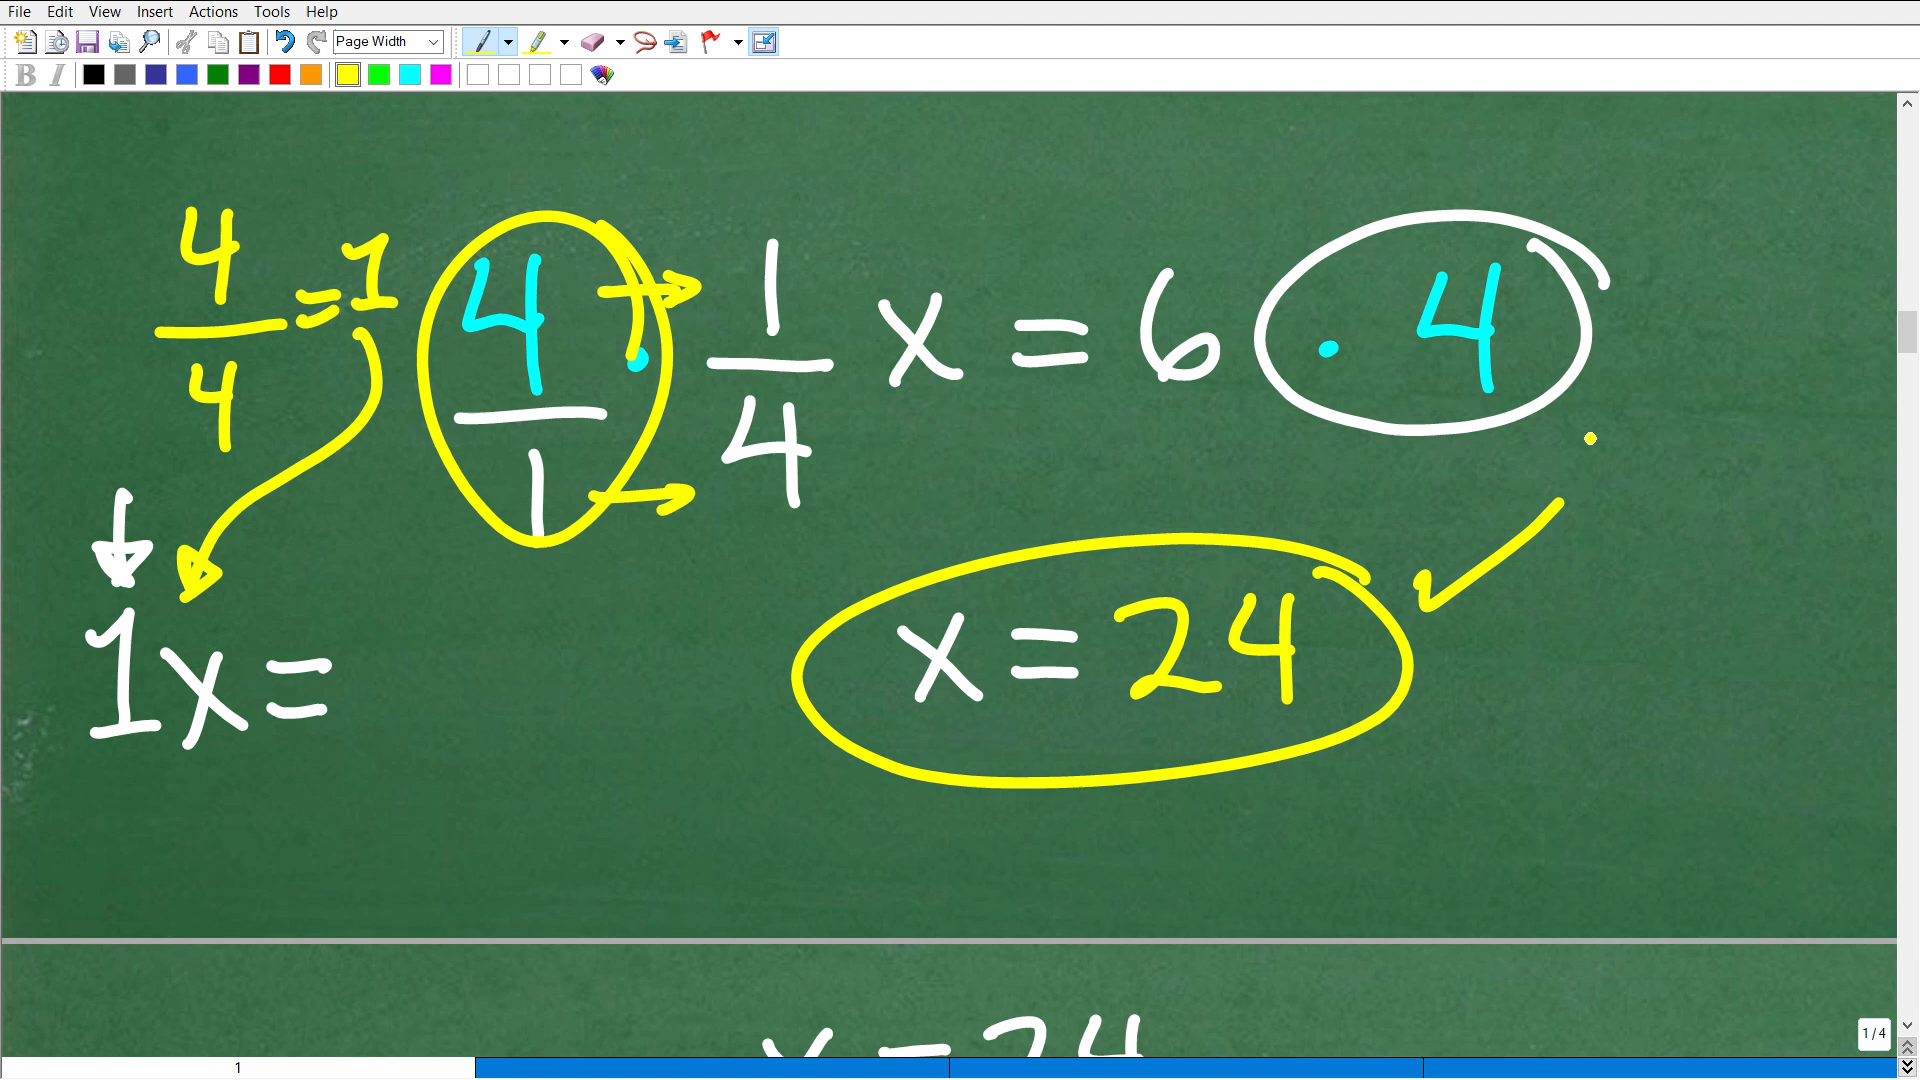 File Edit View Insert Actions Tools Help
Page Width
B I
4/4 = 1
4/1 · 1/4 x = 6 · 4
1x =
x = 24
x = 24
1/4
1